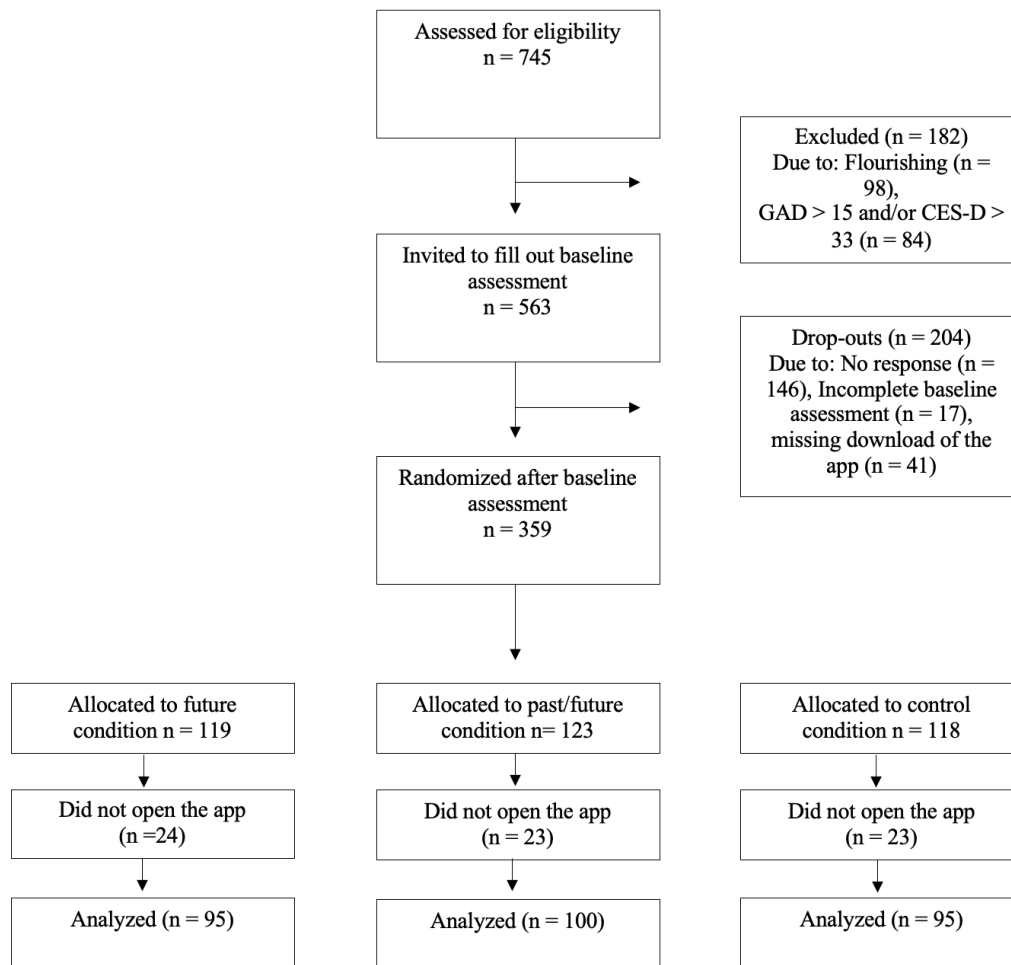 Assessed for eligibility
n = 745
Excluded (n = 182)
Due to: Flourishing (n =
98),
GAD > 15 and/or CES-D >
33 (n = 84)
Invited to fill out baseline
assessment
n = 563
Drop-outs (n = 204)
Due to: No response (n =
146), Incomplete baseline
assessment (n = 17),
missing download of the
app (n = 41)
Randomized after baseline
assessment
n = 359
Allocated to future
condition n = 119
Allocated to past/future
condition n= 123
Allocated to control
condition n = 118
Did not open the app
(n =24)
Did not open the app
(n = 23)
Did not open the app
(n = 23)
Analyzed (n = 95)
Analyzed (n = 100)
Analyzed (n = 95)